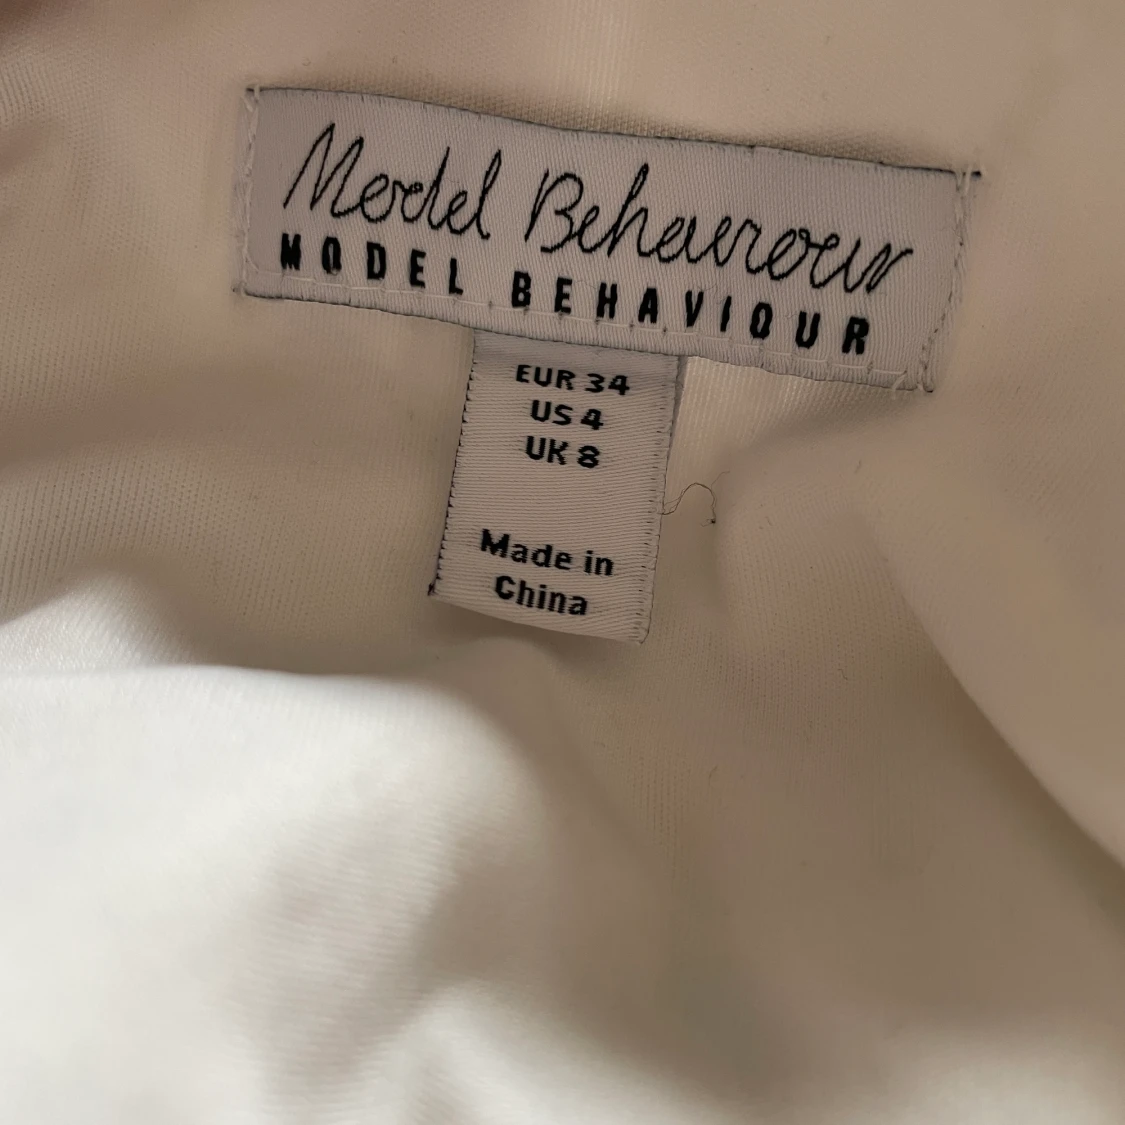 Model Behaviour
MODEL BEHAVIOUR
EUR 34
US 4
UK 8
Made in
China